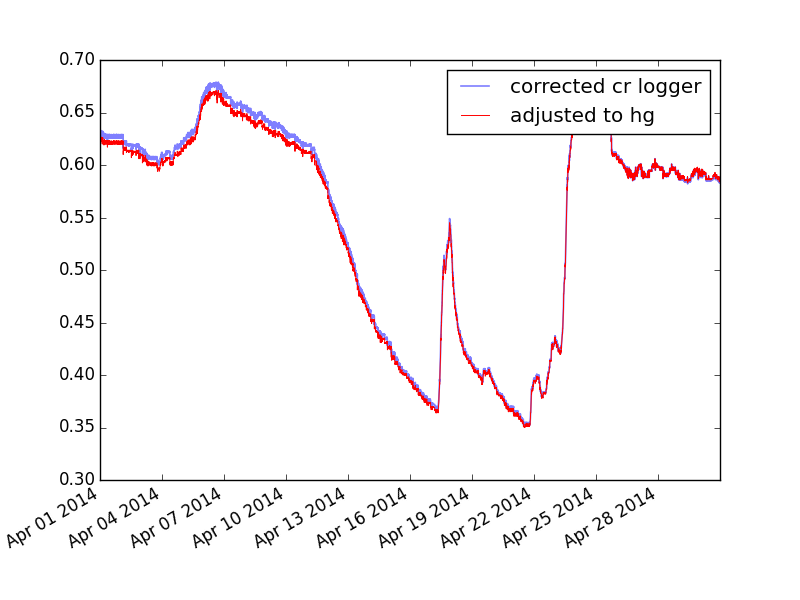 0.70
0.65
0.60
0.55
0.50
0.45
0.40
0.35
0.30
corrected cr logger
adjusted to hg
Apr 01 2014
Apr 04 2014
Apr 07 2014
Apr 10 2014
Apr 13 2014
Apr 16 2014
Apr 19 2014
Apr 22 2014
Apr 25 2014
Apr 28 2014